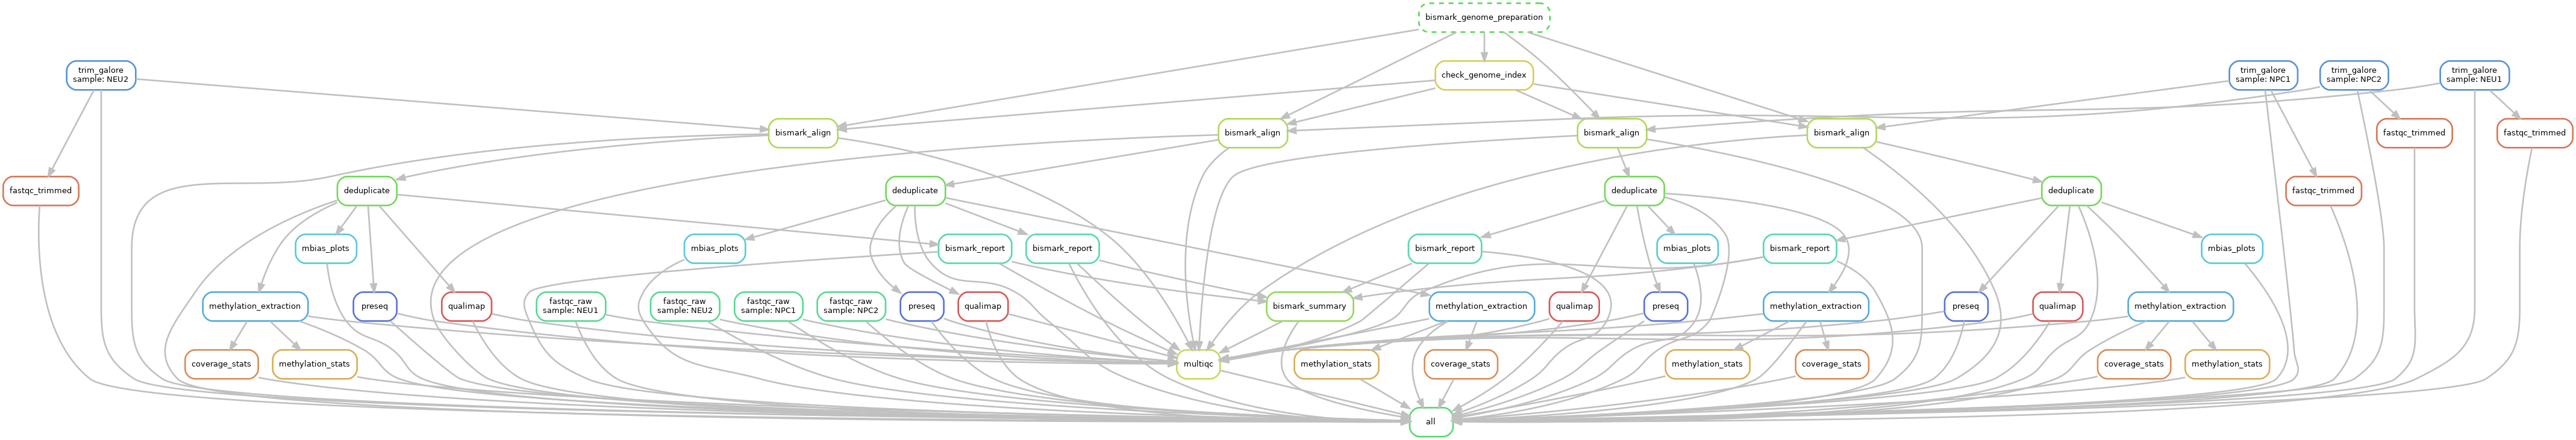 bismark_genome_preparation
trim_galore
sample: NEU2
check_genome_index
trim_galore
sample: NPC1
trim_galore
sample: NPC2
trim_galore
sample: NEU1
bismark_align
bismark_align
bismark_align
bismark_align
fastqc_trimmed
fastqc_trimmed
fastqc_trimmed
deduplicate
deduplicate
deduplicate
deduplicate
fastqc_trimmed
mbias_plots
mbias_plots
bismark_report
bismark_report
bismark_report
mbias_plots
bismark_report
mbias_plots
methylation_extraction
preseq
qualimap
fastqc_raw
sample: NEU1
fastqc_raw
sample: NEU2
fastqc_raw
sample: NPC1
fastqc_raw
sample: NPC2
preseq
qualimap
bismark_summary
methylation_extraction
qualimap
preseq
methylation_extraction
preseq
qualimap
methylation_extraction
coverage_stats
methylation_stats
multiqc
methylation_stats
coverage_stats
methylation_stats
coverage_stats
coverage_stats
methylation_stats
all